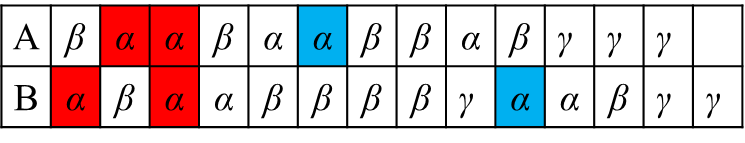 A β α α β α α β β α β γ γ γ
B α β α α β β β β γ α α β γ γ